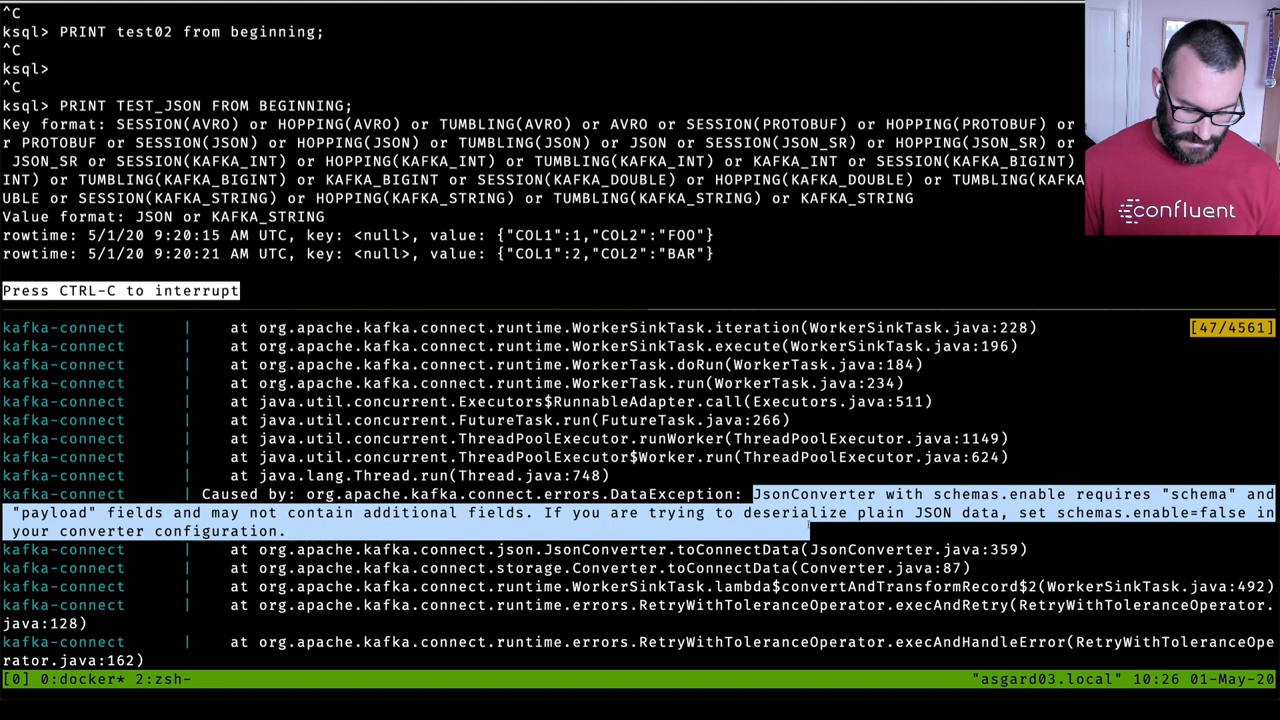 ^C
ksql> PRINT test02 from beginning;
^C
ksql>
^C
ksql> PRINT TEST_JSON FROM BEGINNING;
Key format: SESSION(AVRO) or HOPPING(AVRO) or TUMBLING(AVRO) or AVRO or SESSION(PROTOBUF) or HOPPING(PROTOBUF) or
r PROTOBUF or SESSION(JSON) or HOPPING(JSON) or TUMBLING(JSON) or JSON or SESSION(JSON_SR) or HOPPING(JSON_SR) or
JSON_SR or SESSION(KAFKA_INT) or HOPPING(KAFKA_INT) or TUMBLING(KAFKA_INT) or KAFKA_INT or SESSION(KAFKA_BIGINT)
INT) or TUMBLING(KAFKA_BIGINT) or KAFKA_BIGINT or SESSION(KAFKA_DOUBLE) or HOPPING(KAFKA_DOUBLE) or TUMBLING(KAFKA
UBLE or SESSION(KAFKA_STRING) or HOPPING(KAFKA_STRING) or TUMBLING(KAFKA_STRING) or KAFKA_STRING
Value format: JSON or KAFKA_STRING
rowtime: 5/1/20 9:20:15 AM UTC, key: <null>, value: {"COL1":1,"COL2":"FOO"}
rowtime: 5/1/20 9:20:21 AM UTC, key: <null>, value: {"COL1":2,"COL2":"BAR"}
Press CTRL-C to interrupt
confluent
kafka-connect | at org.apache.kafka.connect.runtime.WorkerSinkTask.iteration(WorkerSinkTask.java:228) [47/4561]
kafka-connect | at org.apache.kafka.connect.runtime.WorkerSinkTask.execute(WorkerSinkTask.java:196)
kafka-connect | at org.apache.kafka.connect.runtime.WorkerTask.doRun(WorkerTask.java:184)
kafka-connect | at org.apache.kafka.connect.runtime.WorkerTask.run(WorkerTask.java:234)
kafka-connect | at java.util.concurrent.Executors$RunnableAdapter.call(Executors.java:511)
kafka-connect | at java.util.concurrent.FutureTask.run(FutureTask.java:266)
kafka-connect | at java.util.concurrent.ThreadPoolExecutor.runWorker(ThreadPoolExecutor.java:1149)
kafka-connect | at java.util.concurrent.ThreadPoolExecutor$Worker.run(ThreadPoolExecutor.java:624)
kafka-connect | at java.lang.Thread.run(Thread.java:748)
kafka-connect | Caused by: org.apache.kafka.connect.errors.DataException: JsonConverter with schemas.enable requires "schema" and
"payload" fields and may not contain additional fields. If you are trying to deserialize plain JSON data, set schemas.enable=false in
your converter configuration.
kafka-connect | at org.apache.kafka.connect.json.JsonConverter.toConnectData(JsonConverter.java:359)
kafka-connect | at org.apache.kafka.connect.storage.Converter.toConnectData(Converter.java:87)
kafka-connect | at org.apache.kafka.connect.runtime.WorkerSinkTask.lambda$convertAndTransformRecord$2(WorkerSinkTask.java:492)
kafka-connect | at org.apache.kafka.connect.runtime.errors.RetryWithToleranceOperator.execAndRetry(RetryWithToleranceOperator.
java:128)
kafka-connect | at org.apache.kafka.connect.runtime.errors.RetryWithToleranceOperator.execAndHandleError(RetryWithToleranceOpe
rator.java:162)
[0] 0:docker* 2:zsh- "asgard03.local" 10:26 01-May-20